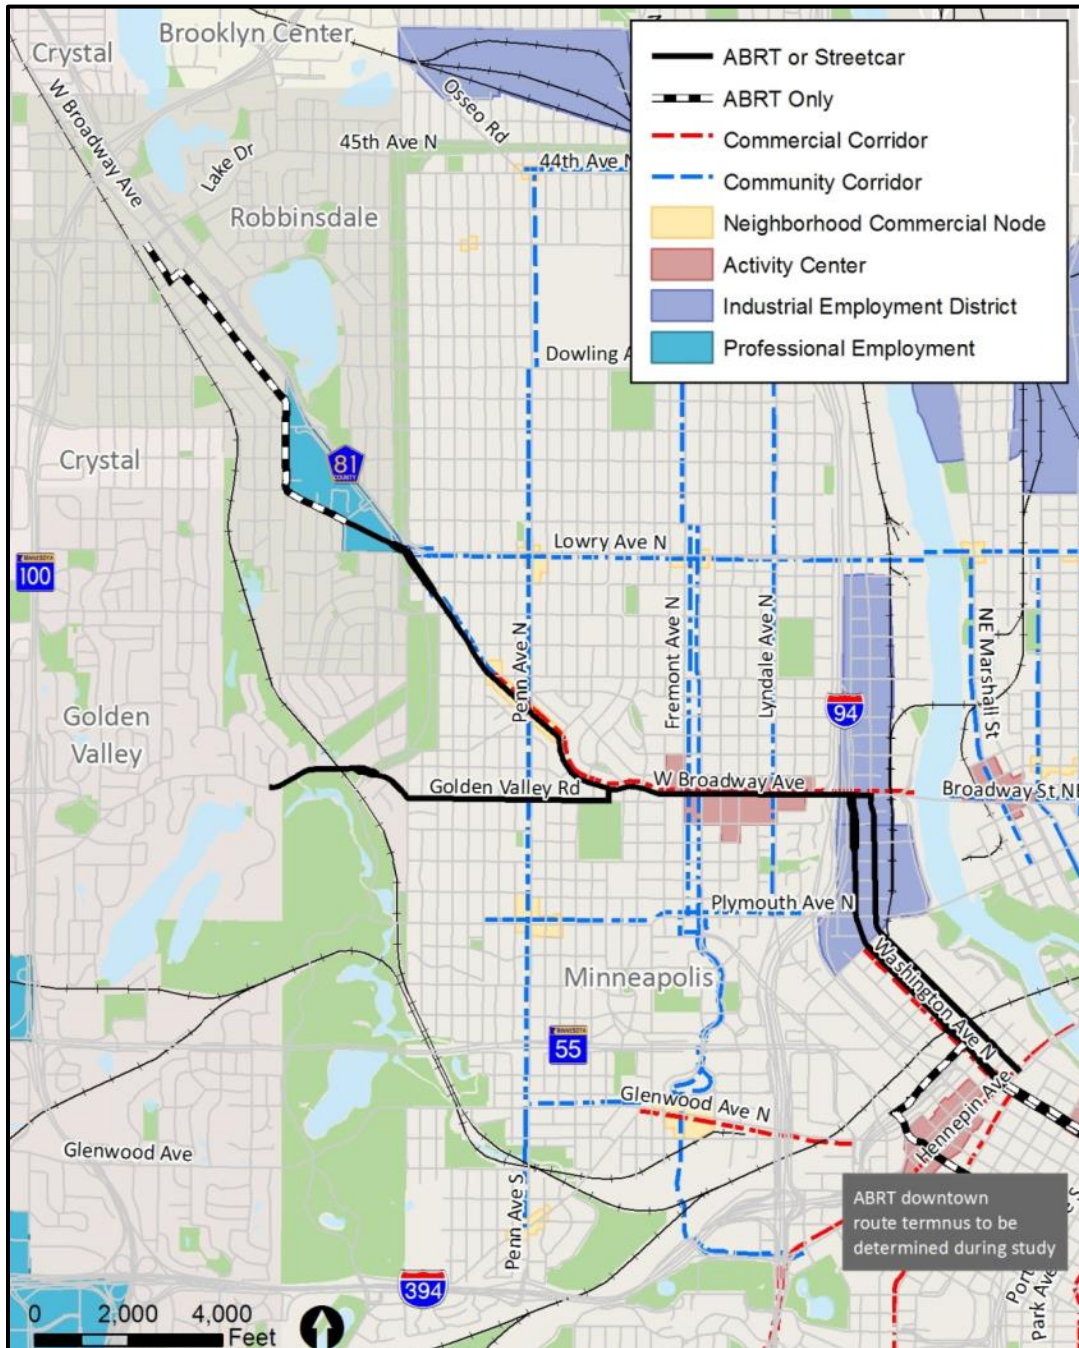 Crystal
Brooklyn Center
W Broadway Ave
Osseo Rd
45th Ave N
44th Ave N
Lake Dr
Robbinsdale
ABRT or Streetcar
ABRT Only
Commercial Corridor
Community Corridor
Neighborhood Commercial Node
Activity Center
Industrial Employment District
Professional Employment
Dowling A
Crystal
81
COUNTY
MINNESOTA
100
Lowry Ave N
Penn Ave N
Fremont Ave N
Lyndale Ave N
NE Marshall St
94
Golden
Valley
Golden Valley Rd
W Broadway Ave
Broadway St NE
Plymouth Ave N
Minneapolis
Washington Ave N
MINNESOTA
55
Glenwood Ave N
Hennepin Ave
Glenwood Ave
Penn Ave S
ABRT downtown
route termnus to be
determined during study
Port
Park Ave
394
0 2,000 4,000
Feet